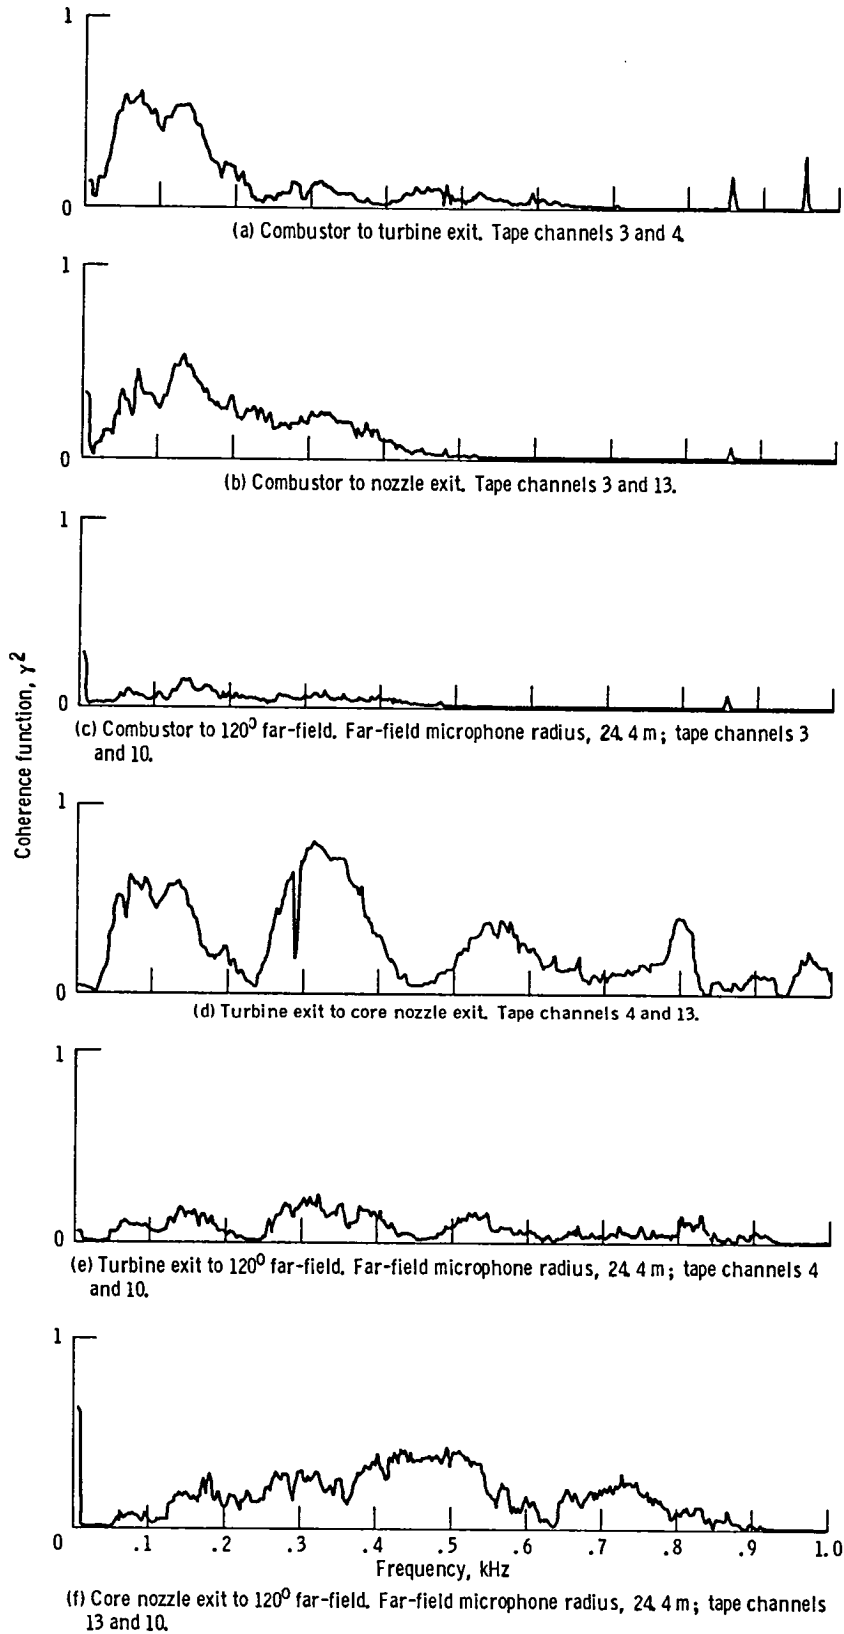 1
0
(a) Combustor to turbine exit. Tape channels 3 and 4.
1
0
(b) Combustor to nozzle exit. Tape channels 3 and 13.
1
0
(c) Combustor to 120⁰ far-field. Far-field microphone radius, 24.4 m; tape channels 3
and 10.
Coherence function, γ²
1
0
(d) Turbine exit to core nozzle exit. Tape channels 4 and 13.
1
0
(e) Turbine exit to 120⁰ far-field. Far-field microphone radius, 24.4 m; tape channels 4
and 10.
1
0 .1 .2 .3 .4 .5 .6 .7 .8 .9 1.0
Frequency, kHz
(f) Core nozzle exit to 120⁰ far-field. Far-field microphone radius, 24.4 m; tape channels
13 and 10.